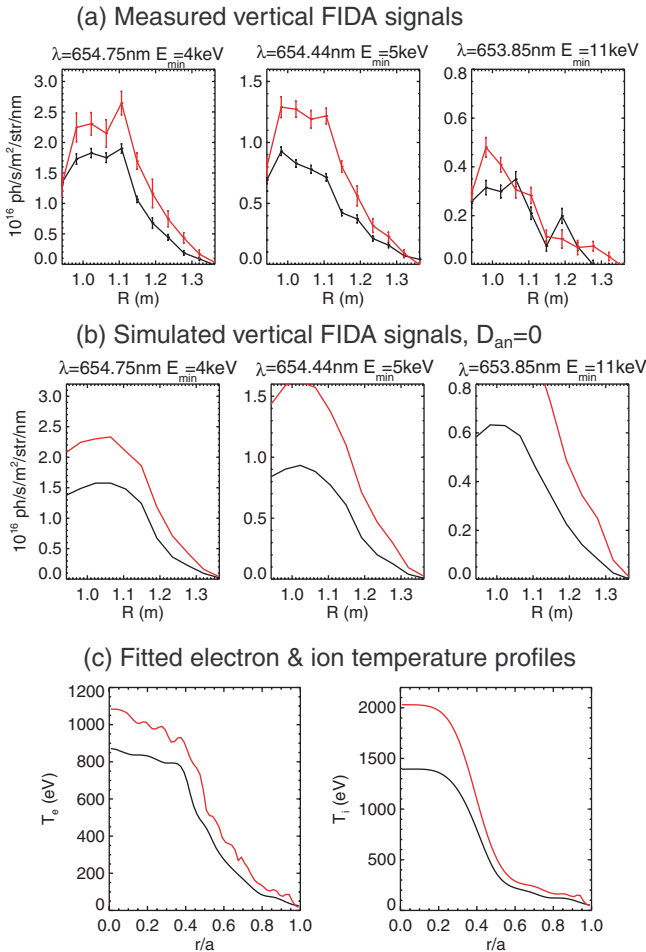 (a) Measured vertical FIDA signals
λ=654.75nm E_min=4keV
λ=654.44nm E_min=5keV
λ=653.85nm E_min=11keV
10^16 ph/s/m²/str/nm
3.0
2.5
2.0
1.5
1.0
0.5
0.0
1.0 1.1 1.2 1.3
R (m)
1.5
1.0
0.5
0.0
1.0 1.1 1.2 1.3
R (m)
0.8
0.6
0.4
0.2
0.0
1.0 1.1 1.2 1.3
R (m)
(b) Simulated vertical FIDA signals, D_an=0
λ=654.75nm E_min=4keV
λ=654.44nm E_min=5keV
λ=653.85nm E_min=11keV
10^16 ph/s/m²/str/nm
3.0
2.5
2.0
1.5
1.0
0.5
0.0
1.0 1.1 1.2 1.3
R (m)
1.5
1.0
0.5
0.0
1.0 1.1 1.2 1.3
R (m)
0.8
0.6
0.4
0.2
0.0
1.0 1.1 1.2 1.3
R (m)
(c) Fitted electron & ion temperature profiles
T_e (eV)
1200
1000
800
600
400
200
0
0.0 0.2 0.4 0.6 0.8 1.0
r/a
T_i (eV)
2000
1500
1000
500
0
0.0 0.2 0.4 0.6 0.8 1.0
r/a